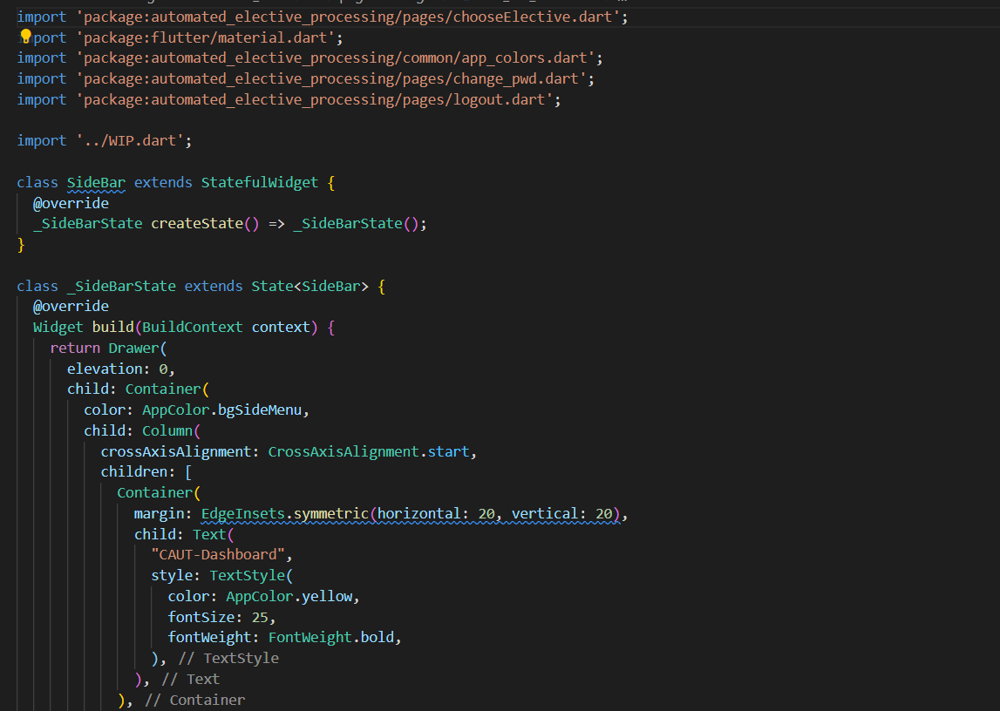 import 'package:automated_elective_processing/pages/chooseElective.dart';
import 'package:flutter/material.dart';
import 'package:automated_elective_processing/common/app_colors.dart';
import 'package:automated_elective_processing/pages/change_pwd.dart';
import 'package:automated_elective_processing/pages/logout.dart';
import '../WIP.dart';
class SideBar extends StatefulWidget {
@override
_SideBarState createState() => _SideBarState();
}
class _SideBarState extends State<SideBar> {
@override
Widget build(BuildContext context) {
return Drawer(
elevation: 0,
child: Container(
color: AppColor.bgSideMenu,
child: Column(
crossAxisAlignment: CrossAxisAlignment.start,
children: [
Container(
margin: EdgeInsets.symmetric(horizontal: 20, vertical: 20),
child: Text(
"CAUT-Dashboard",
style: TextStyle(
color: AppColor.yellow,
fontSize: 25,
fontWeight: FontWeight.bold,
), // TextStyle
), // Text
), // Container